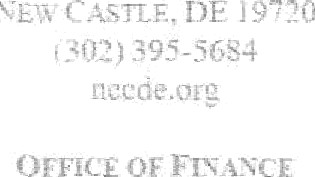 NEW CASTLE, DE 19720
(302) 395-5684
nccde.org
OFFICE OF FINANCE